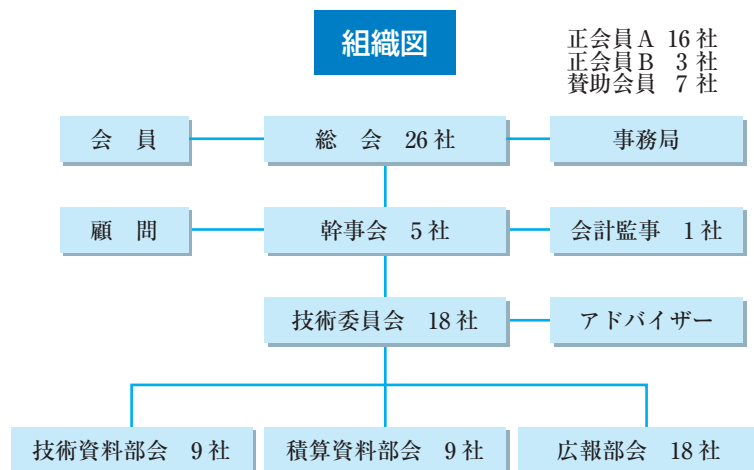 組織図
正会員A 16社
正会員B 3社
賛助会員 7社
会 員
総 会 26社
事務局
顧 問
幹事会 5社
会計監事 1社
技術委員会 18社
アドバイザー
技術資料部会 9社
積算資料部会 9社
広報部会 18社